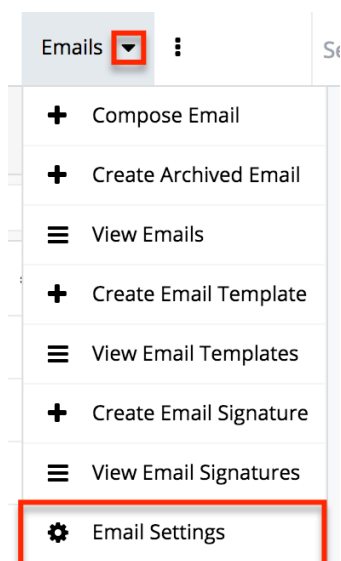 Emails
Compose Email
Create Archived Email
View Emails
Create Email Template
View Email Templates
Create Email Signature
View Email Signatures
Email Settings